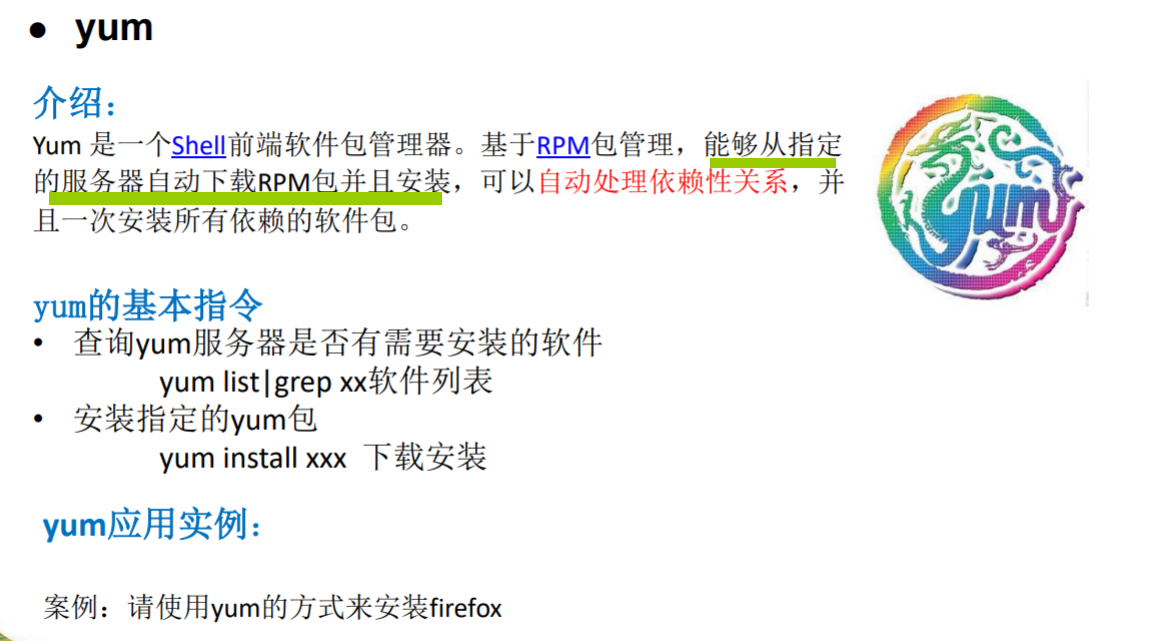 ● yum
介绍：
Yum 是一个Shell前端软件包管理器。基于RPM包管理，能够从指定
的服务器自动下载RPM包并且安装，可以自动处理依赖性关系，并
且一次安装所有依赖的软件包。
yum
yum的基本指令
• 查询yum服务器是否有需要安装的软件
yum list|grep xx软件列表
• 安装指定的yum包
yum install xxx 下载安装
yum应用实例：
案例：请使用yum的方式来安装firefox